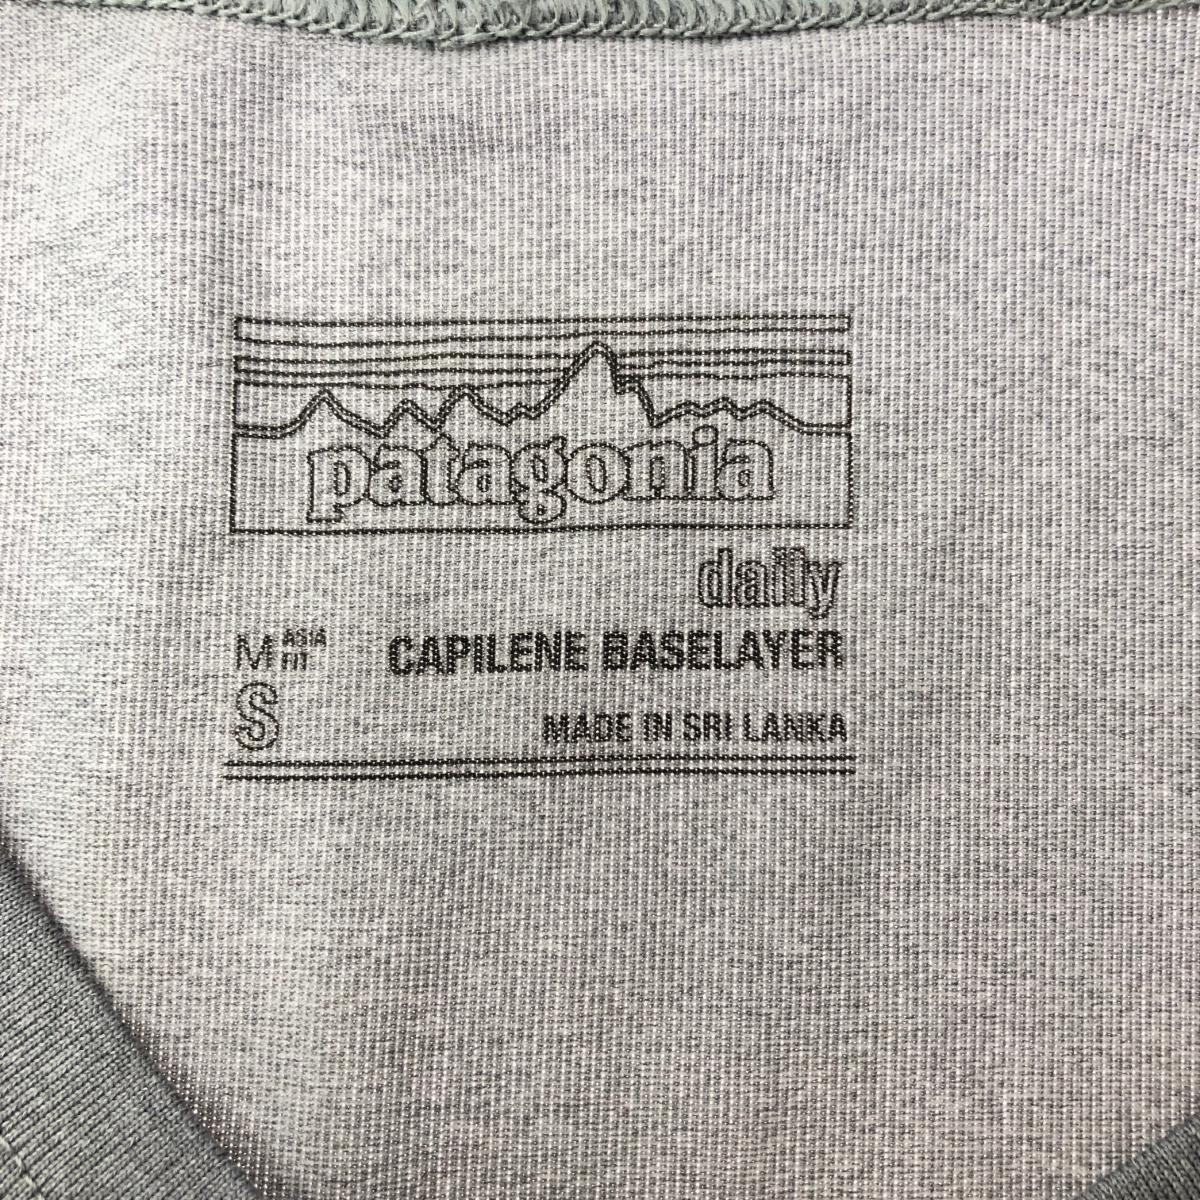 patagonia
daily
M ASIA FIT CAPILENE BASELAYER
S MADE IN SRI LANKA